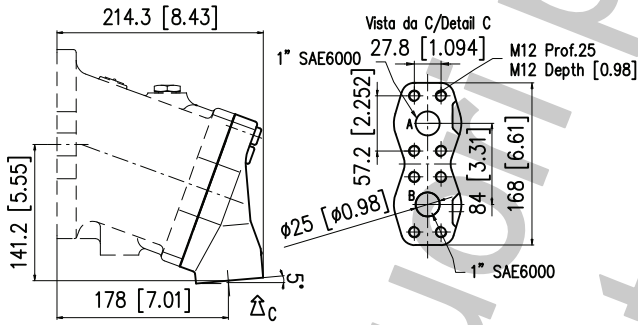 214.3 [8.43]
Vista da C/Detail C
1" SAE6000
27.8 [1.094]
M12 Prof.25
M12 Depth [0.98]
57.2 [2.252]
A
84 [3.31]
168 [6.61]
141.2 [5.55]
B
ø25 [ø0.98]
1" SAE6000
5°
178 [7.01]
C